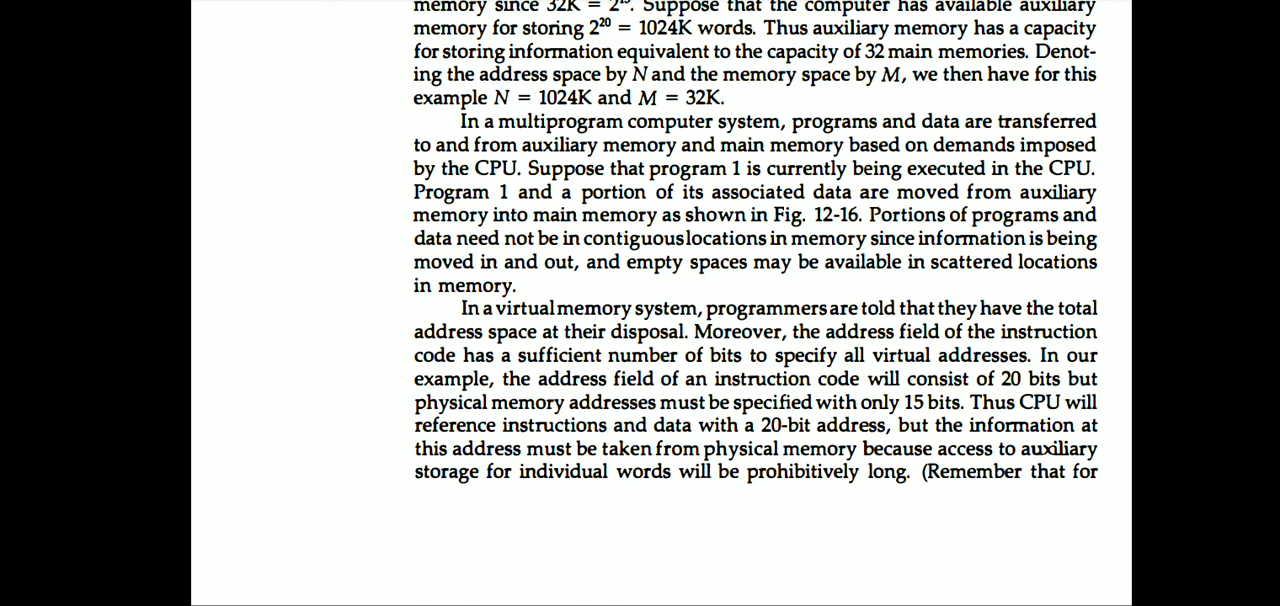 memory since 32K = 2¹⁵. Suppose that the computer has available auxiliary
memory for storing 2²⁰ = 1024K words. Thus auxiliary memory has a capacity
for storing information equivalent to the capacity of 32 main memories. Denot-
ing the address space by N and the memory space by M, we then have for this
example N = 1024K and M = 32K.
In a multiprogram computer system, programs and data are transferred
to and from auxiliary memory and main memory based on demands imposed
by the CPU. Suppose that program 1 is currently being executed in the CPU.
Program 1 and a portion of its associated data are moved from auxiliary
memory into main memory as shown in Fig. 12-16. Portions of programs and
data need not be in contiguous locations in memory since information is being
moved in and out, and empty spaces may be available in scattered locations
in memory.
In a virtual memory system, programmers are told that they have the total
address space at their disposal. Moreover, the address field of the instruction
code has a sufficient number of bits to specify all virtual addresses. In our
example, the address field of an instruction code will consist of 20 bits but
physical memory addresses must be specified with only 15 bits. Thus CPU will
reference instructions and data with a 20-bit address, but the information at
this address must be taken from physical memory because access to auxiliary
storage for individual words will be prohibitively long. (Remember that for